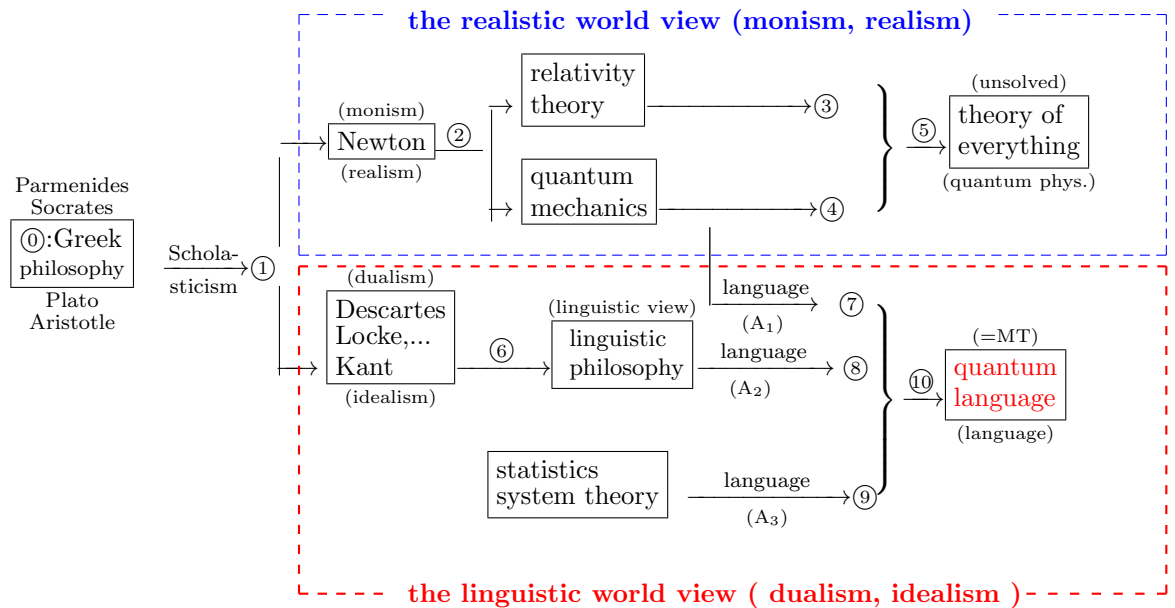 the realistic world view (monism, realism)
relativity
theory
③
(unsolved)
theory of
everything
(quantum phys.)
⑤
(monism)
Newton
(realism)
②
quantum
mechanics
④
Parmenides
Socrates
⓪:Greek
philosophy
Plato
Aristotle
Schola-
sticism
①
(dualism)
Descartes
Locke,...
Kant
(idealism)
⑥
(linguistic view)
linguistic
philosophy
language
(A₁)
⑦
language
(A₂)
⑧
statistics
system theory
language
(A₃)
⑨
⑩
(=MT)
quantum
language
(language)
the linguistic world view ( dualism, idealism )